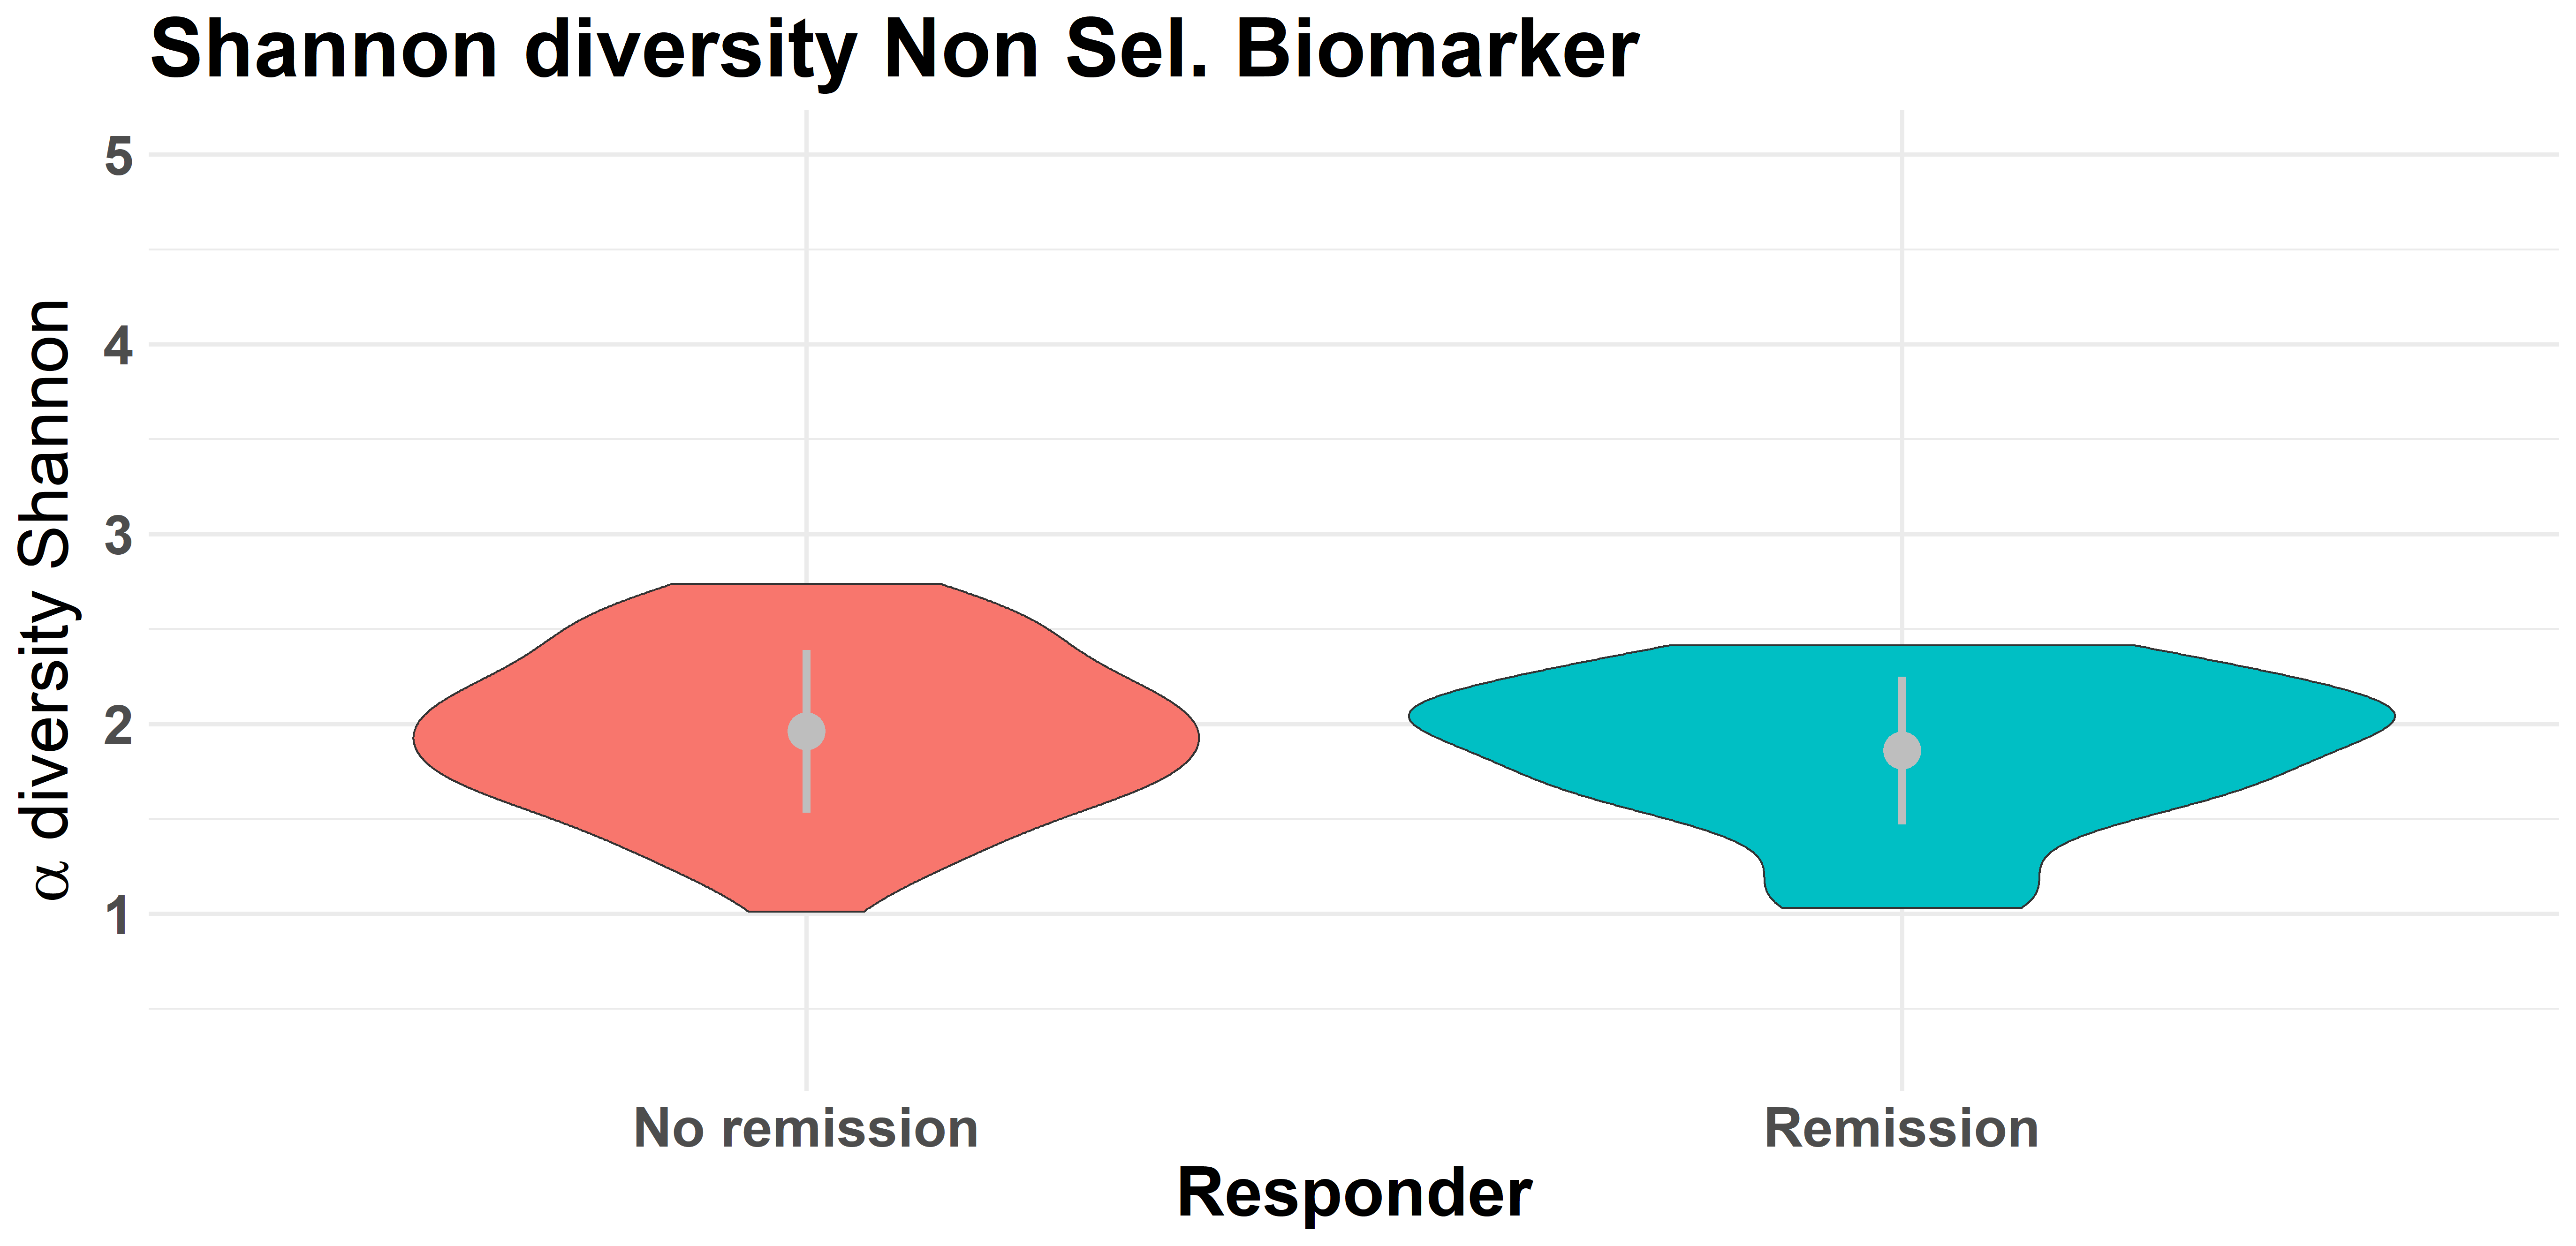 Shannon diversity Non Sel. Biomarker
α diversity Shannon
5
4
3
2
1
No remission
Remission
Responder